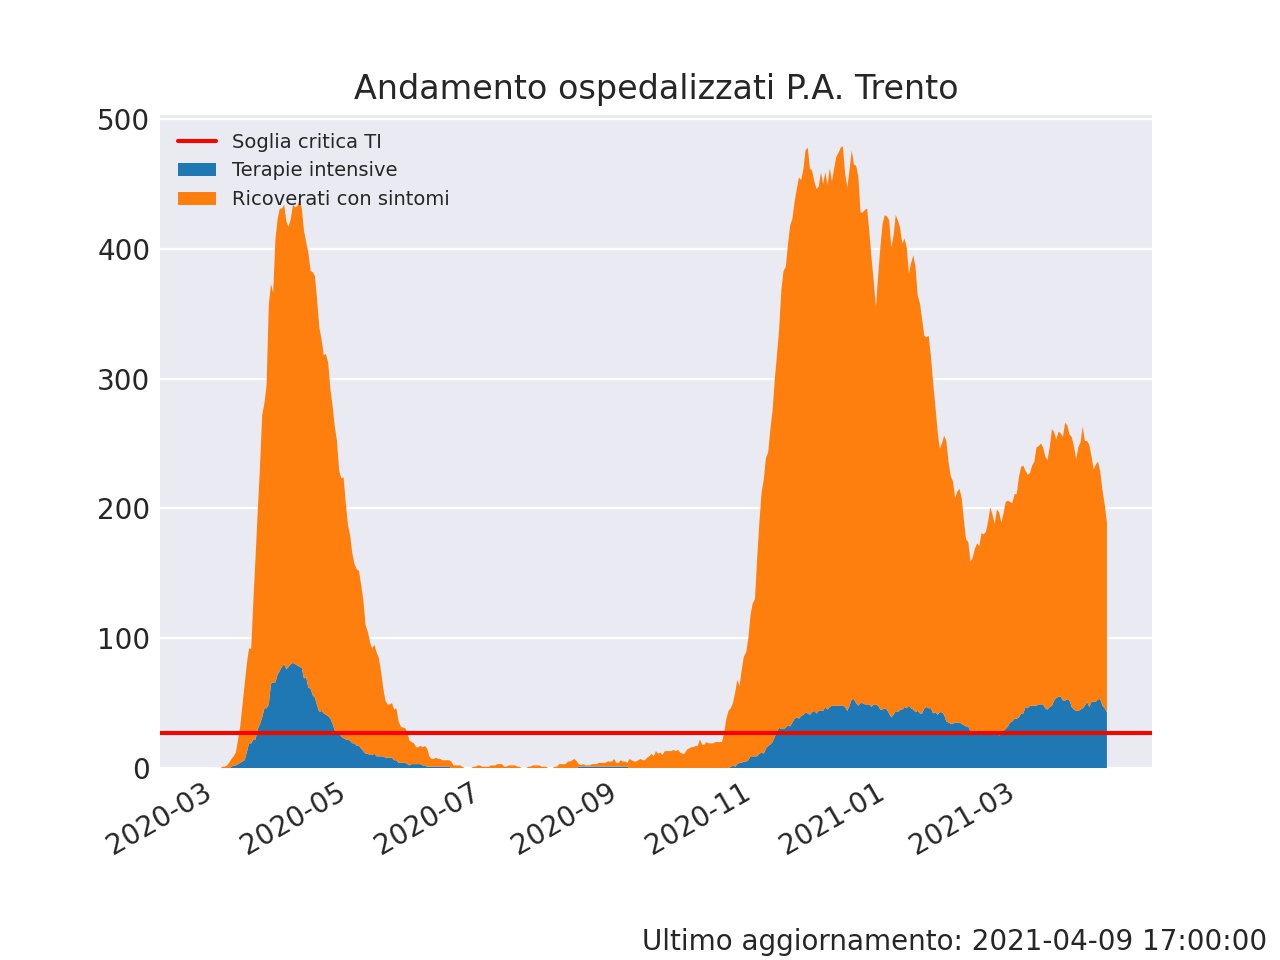 Andamento ospedalizzati P.A. Trento
500
400
300
200
100
0
Soglia critica TI
Terapie intensive
Ricoverati con sintomi
2020-03
2020-05
2020-07
2020-09
2020-11
2021-01
2021-03
Ultimo aggiornamento: 2021-04-09 17:00:00